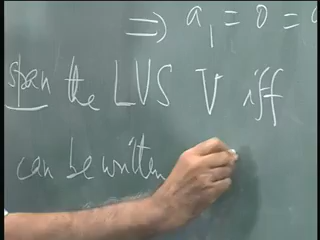 ⇒ a₁ = 0 =
span the LVS V iff
can be written